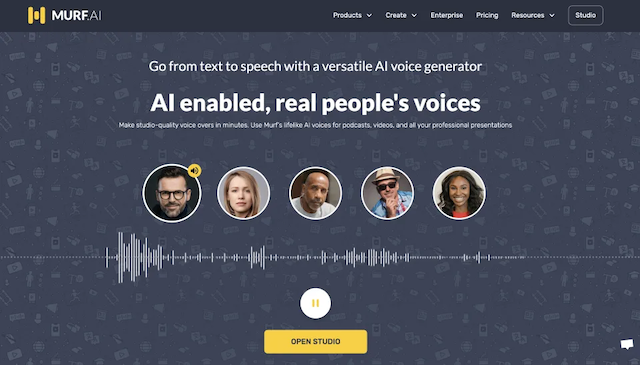 MURF.AI
Products Create Enterprise Pricing Resources Studio
Go from text to speech with a versatile AI voice generator
AI enabled, real people's voices
Make studio-quality voice overs in minutes. Use Murf's lifelike AI voices for podcasts, videos, and all your professional presentations
OPEN STUDIO